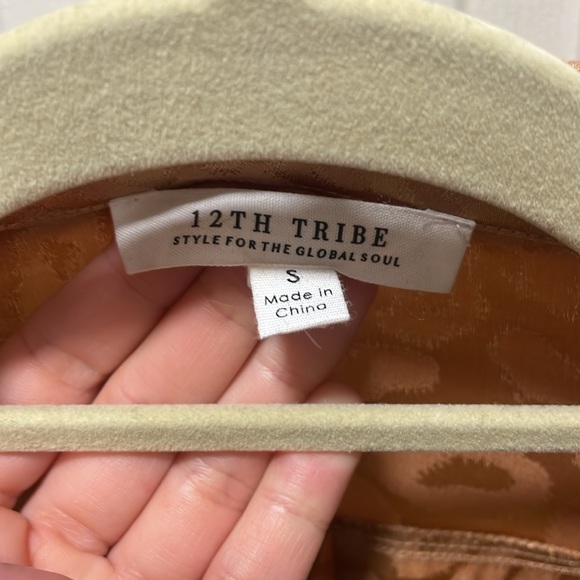 12TH TRIBE
STYLE FOR THE GLOBAL SOUL
S
Made in
China